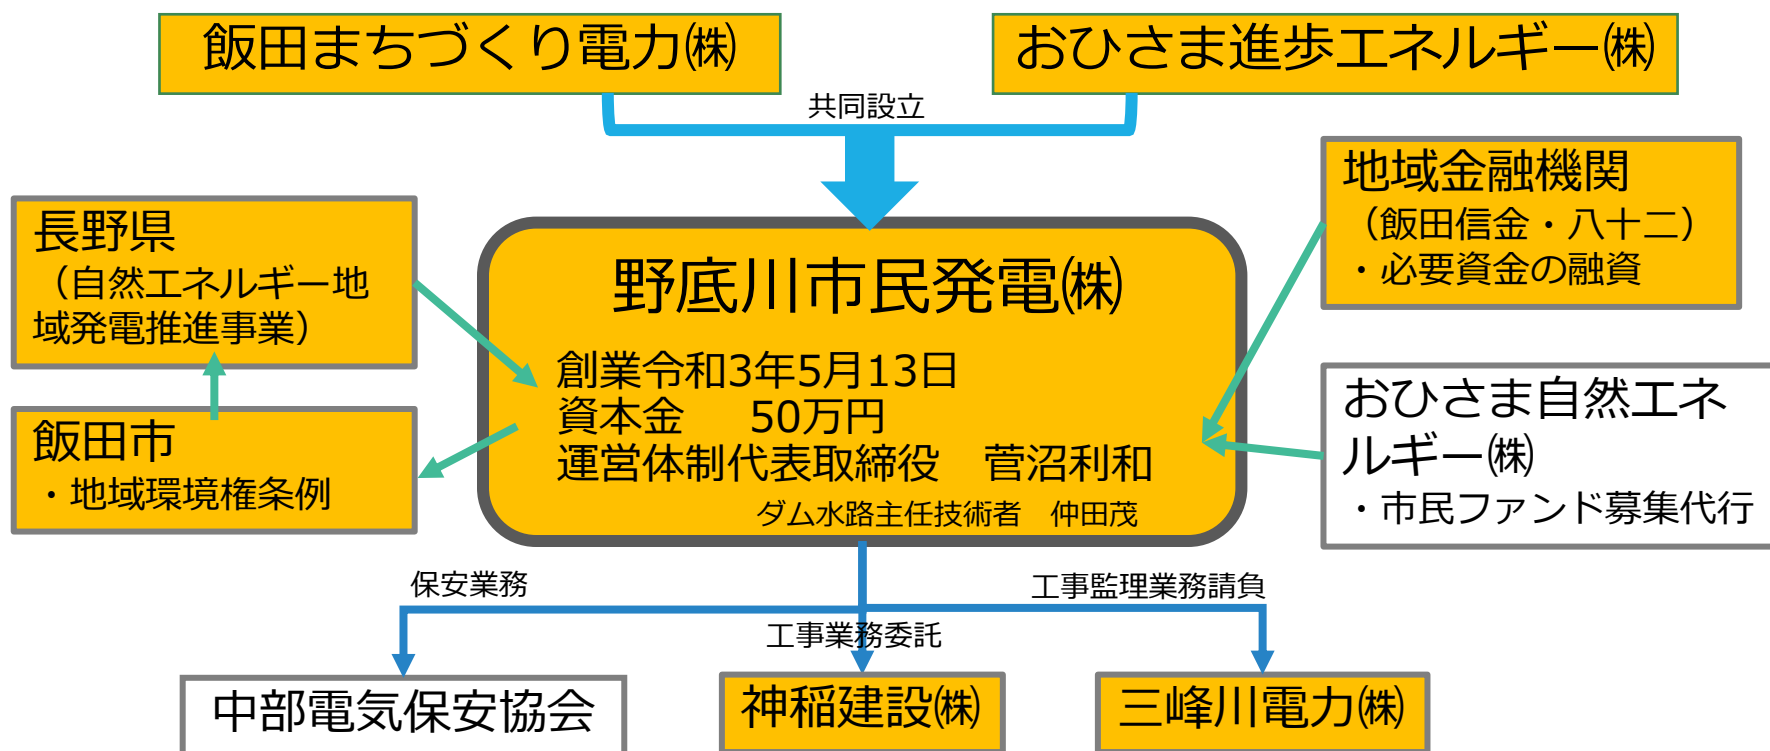 飯田まちづくり電力㈱
おひさま進歩エネルギー㈱
共同設立
地域金融機関
（飯田信金・八十二）
・必要資金の融資
長野県
（自然エネルギー地
域発電推進事業）
野底川市民発電㈱
創業令和3年5月13日
資本金　50万円
運営体制代表取締役　菅沼利和
ダム水路主任技術者　仲田茂
おひさま自然エネ
ルギー㈱
・市民ファンド募集代行
飯田市
・地域環境権条例
保安業務
工事監理業務請負
工事業務委託
中部電気保安協会
神稲建設㈱
三峰川電力㈱